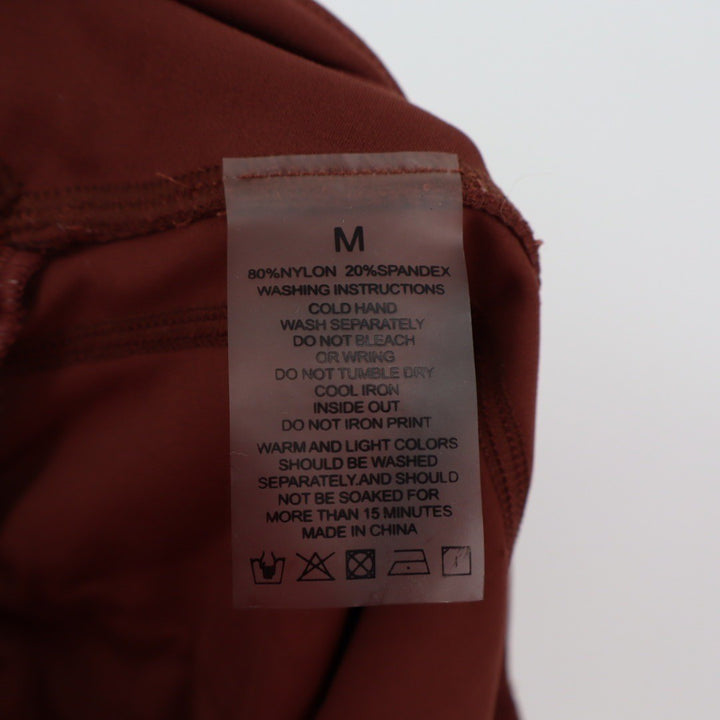 M
80%NYLON 20%SPANDEX
WASHING INSTRUCTIONS
COLD HAND
WASH SEPARATELY
DO NOT BLEACH
OR WRING
DO NOT TUMBLE DRY
COOL IRON
INSIDE OUT
DO NOT IRON PRINT
WARM AND LIGHT COLORS
SHOULD BE WASHED
SEPARATELY.AND SHOULD
NOT BE SOAKED FOR
MORE THAN 15 MINUTES
MADE IN CHINA